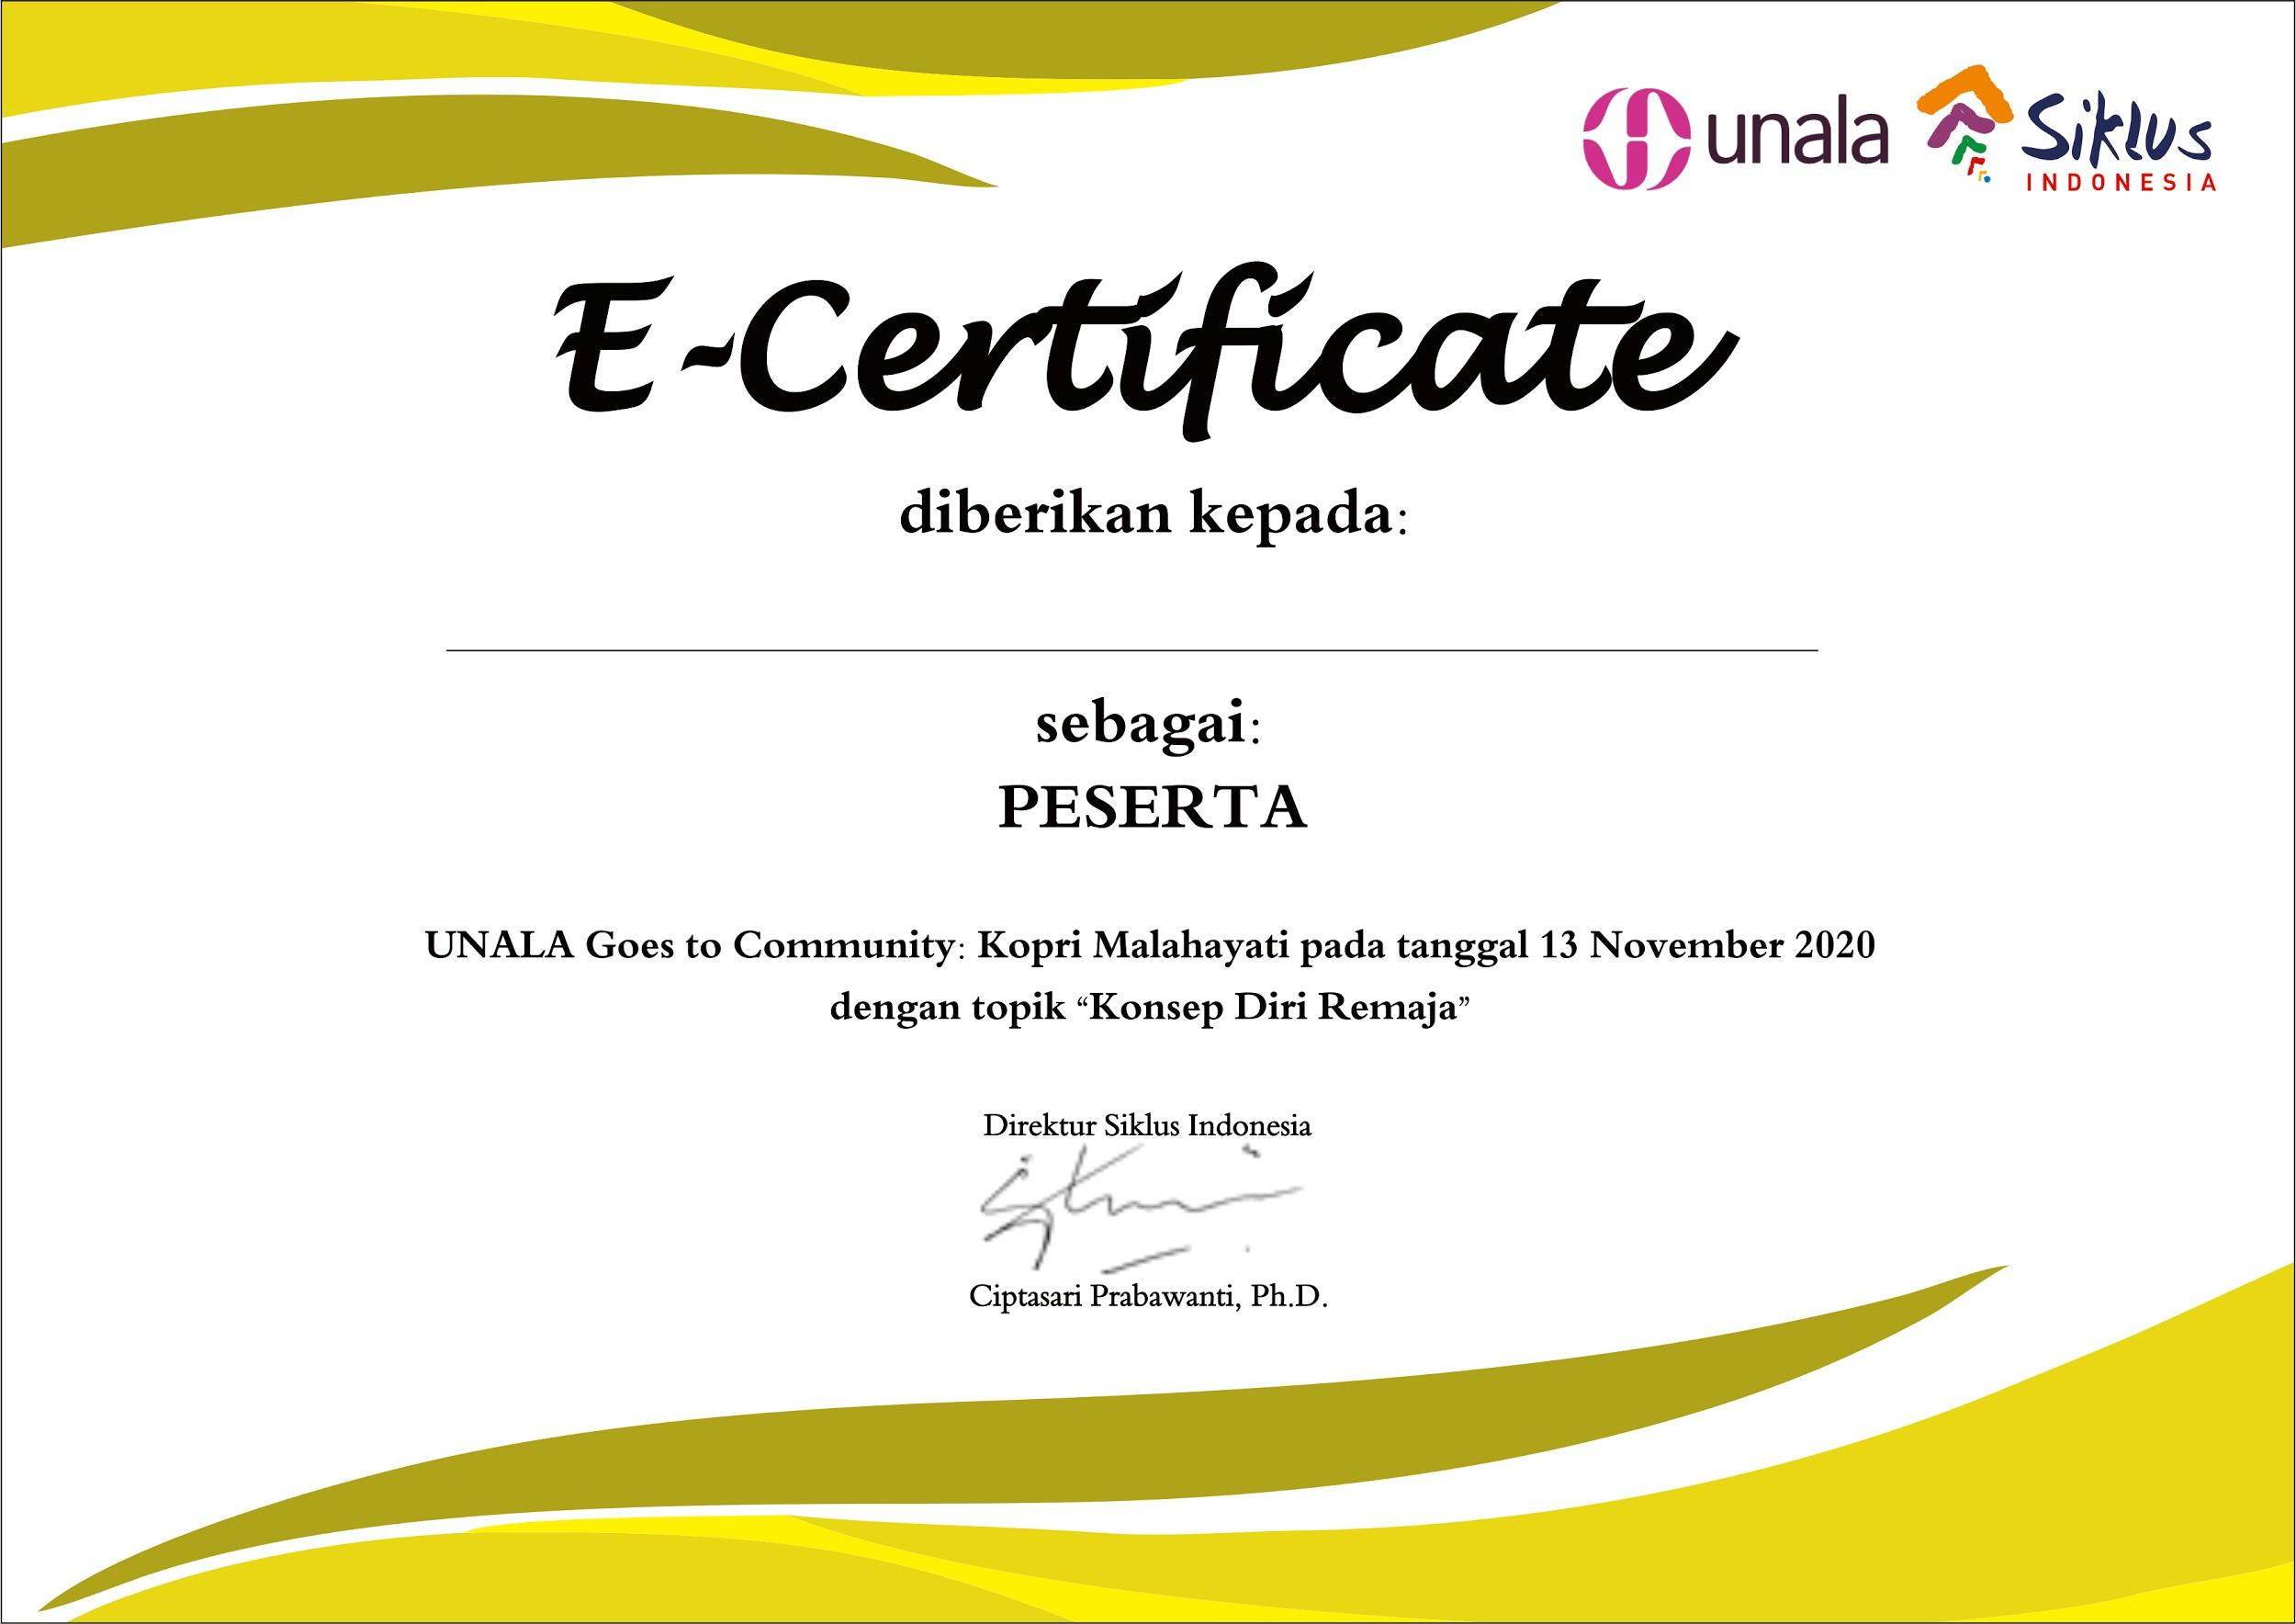 unala
Siklus
INDONESIA
E-Certificate
diberikan kepada:
sebagai:
PESERTA
UNALA Goes to Community: Kopri Malahayati pada tanggal 13 November 2020
dengan topik “Konsep Diri Remaja”
Direktur Siklus Indonesia
Ciptasari Prabawanti, Ph.D.